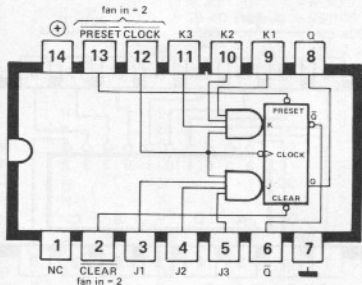 fan in = 2
⊕ PRESET CLOCK K3 K2 K1 Q
14 13 12 11 10 9 8
PRESET
K
Q̅
CLOCK
J
Q
CLEAR
1 2 3 4 5 6 7
NC CLEAR J1 J2 J3 Q̅
fan in = 2